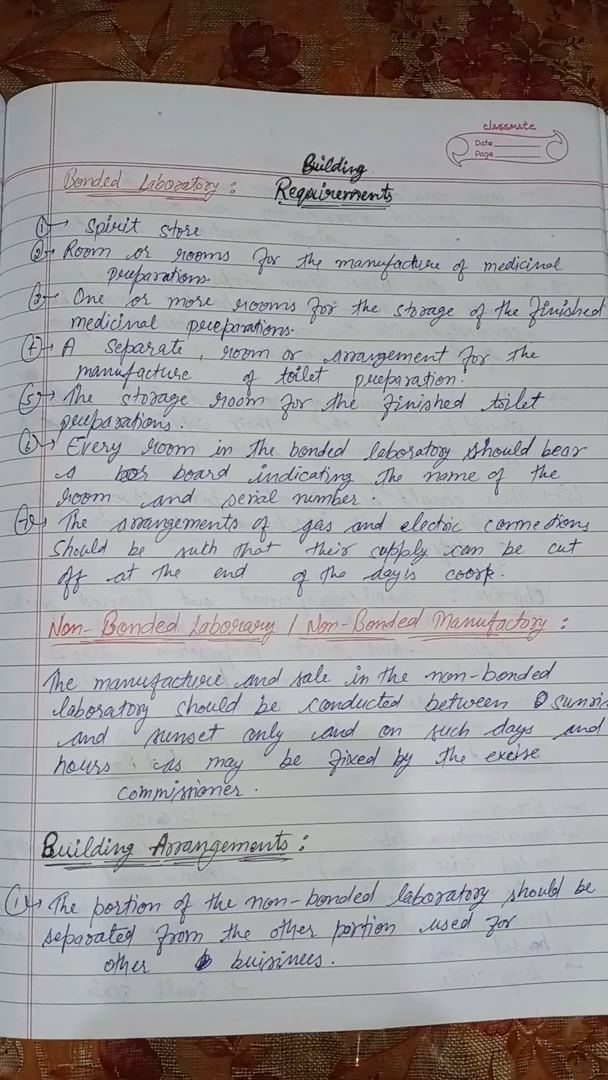 classmate
Date
Page
Building
Bonded Laboratory : Requirements
1→ Spirit store
2→ Room or rooms for the manufacture of medicinal
preparations.
3→ One or more rooms for the storage of the finished
medicinal preparations.
4→ A separate, room or arrangement for the
manufacture of toilet preparation.
5→ The storage room for the finished toilet
preparations.
6→ Every room in the bonded laboratory should bear
a board indicating the name of the
room and serial number.
7→ The arrangements of gas and electric connections
should be such that their supply can be cut
off at the end of the day's work.
Non-Bonded Laborary / Non-Bonded Manufactory :
The manufacture and sale in the non-bonded
laboratory should be conducted between sunris
and sunset only and on such days and
hours as may be fixed by the excise
commissioner.
Building Arrangements :
1→ The portion of the non-bonded laboratory should be
separated from the other portion used for
other buisinees.